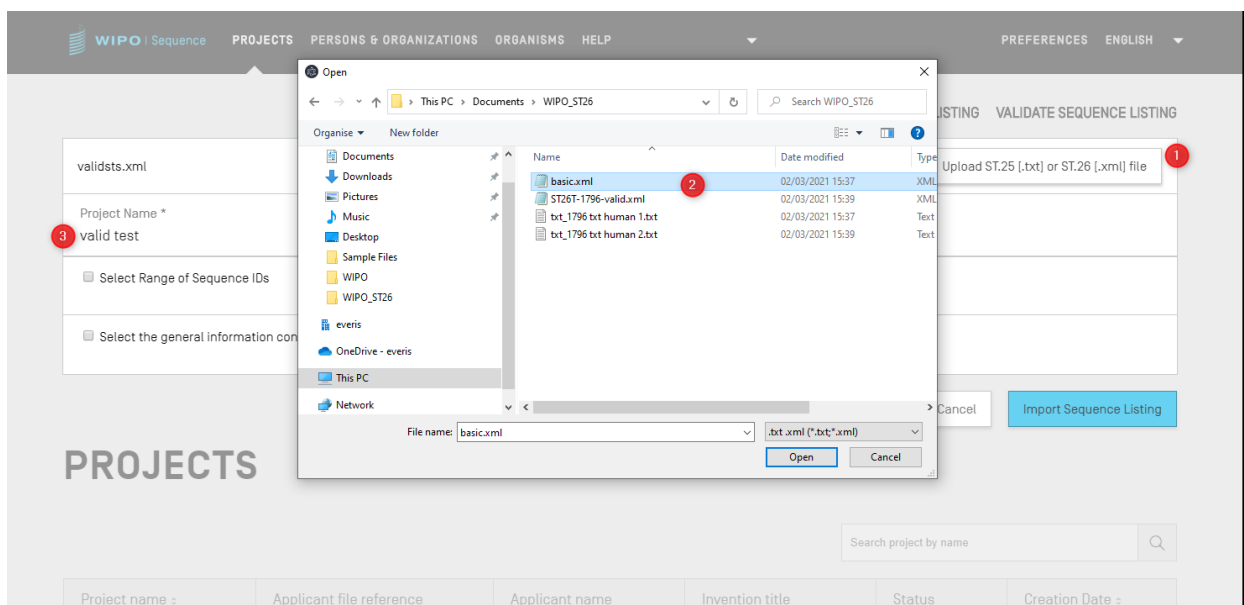 WIPO | Sequence PROJECTS PERSONS & ORGANIZATIONS ORGANISMS HELP PREFERENCES ENGLISH
Open
This PC > Documents > WIPO_ST26 Search WIPO_ST26
ISTING VALIDATE SEQUENCE LISTING
Organise New folder
validsts.xml
Upload ST.25 [.txt] or ST.26 [.xml] file
1
Project Name *
valid test
3
Select Range of Sequence IDs
Select the general information con
Documents
Downloads
Pictures
Music
Desktop
Sample Files
WIPO
WIPO_ST26
everis
OneDrive - everis
This PC
Network
Name Date modified Type
basic.xml 2 02/03/2021 15:37 XML
ST26T-1796-valid.xml 02/03/2021 15:39 XML
txt_1796 txt human 1.txt 02/03/2021 15:37 Text
txt_1796 txt human 2.txt 02/03/2021 15:39 Text
File name: basic.xml .txt .xml (*.txt;*.xml)
Open Cancel
Cancel Import Sequence Listing
PROJECTS
Search project by name
Project name Applicant file reference Applicant name Invention title Status Creation Date